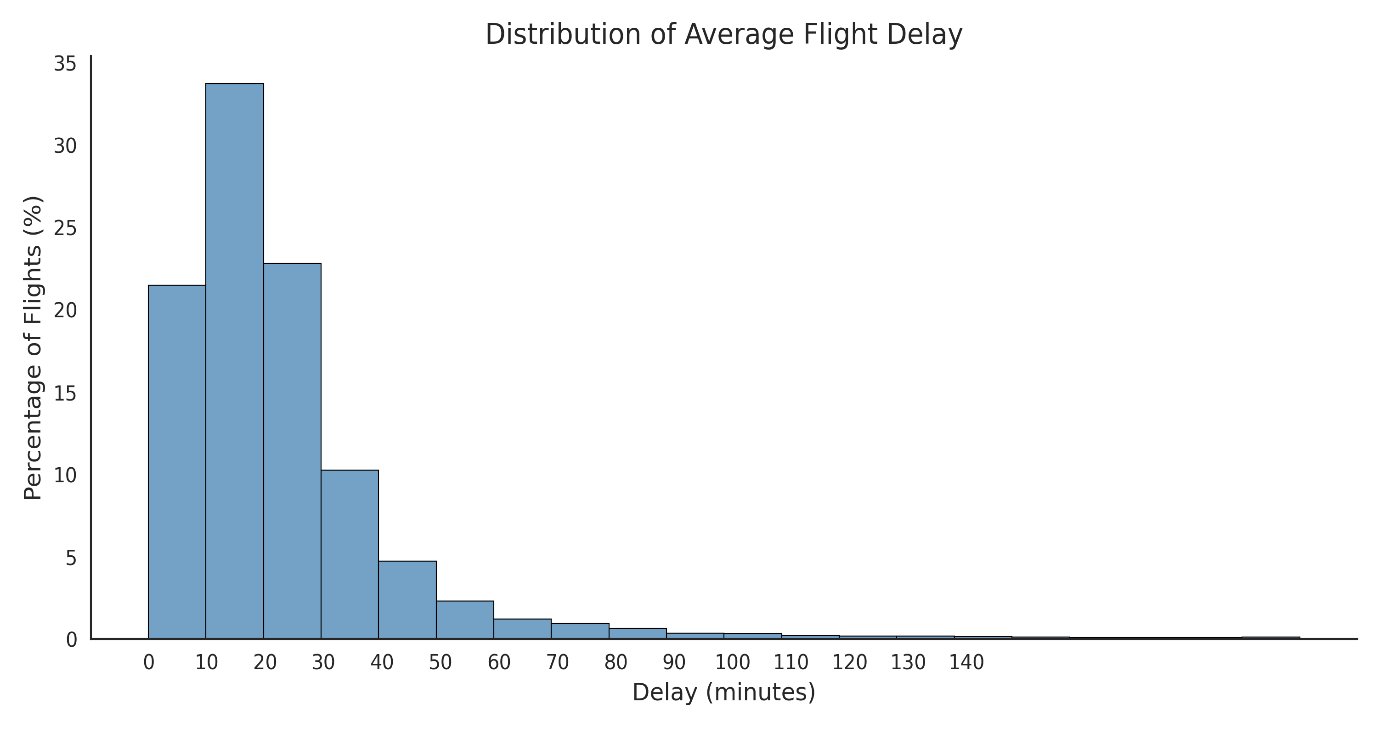 Distribution of Average Flight Delay
Percentage of Flights (%)
35
30
25
20
15
10
5
0
0 10 20 30 40 50 60 70 80 90 100 110 120 130 140
Delay (minutes)